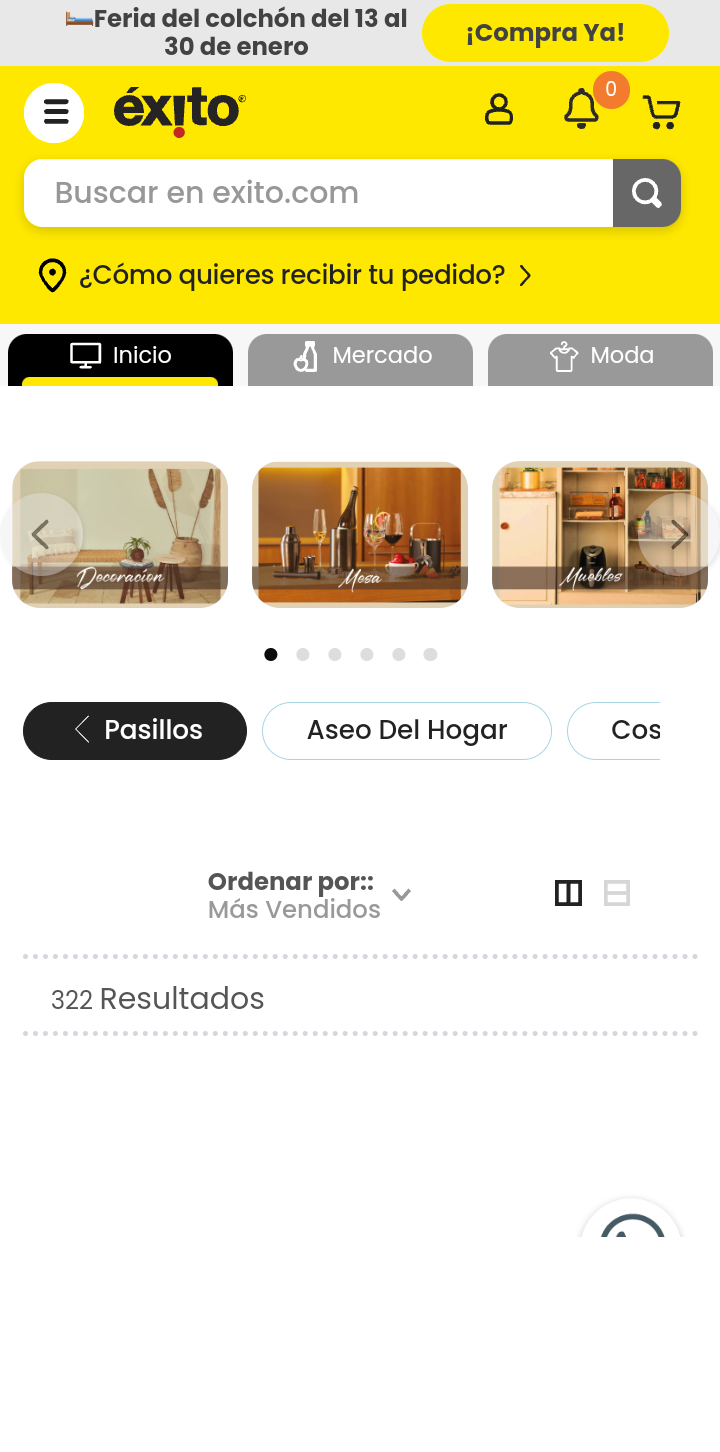 Feria del colchón del 13 al
30 de enero
¡Compra Ya!
éxito
0
Buscar en exito.com
¿Cómo quieres recibir tu pedido?
Inicio
Mercado
Moda
Decoración
Mesa
Muebles
Pasillos
Aseo Del Hogar
Cos
Ordenar por::
Más Vendidos
322 Resultados